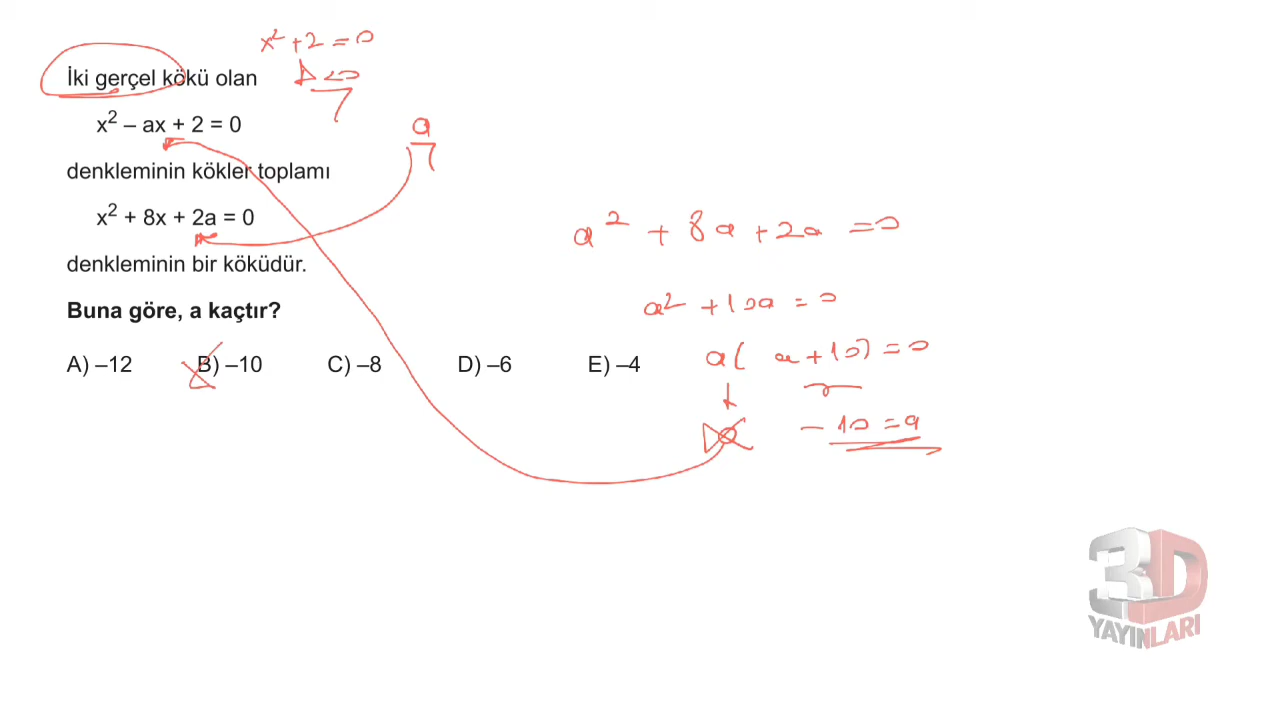 x² + 2 = 0
İki gerçel kökü olan
Δ < 0
x² – ax + 2 = 0
a
denkleminin kökler toplamı
x² + 8x + 2a = 0
a² + 8a + 2a = 0
denkleminin bir köküdür.
a² + 10a = 0
Buna göre, a kaçtır?
a( a + 10) = 0
A) –12 B) –10 C) –8 D) –6 E) –4
0
– 10 = a
3D
YAYINLARI